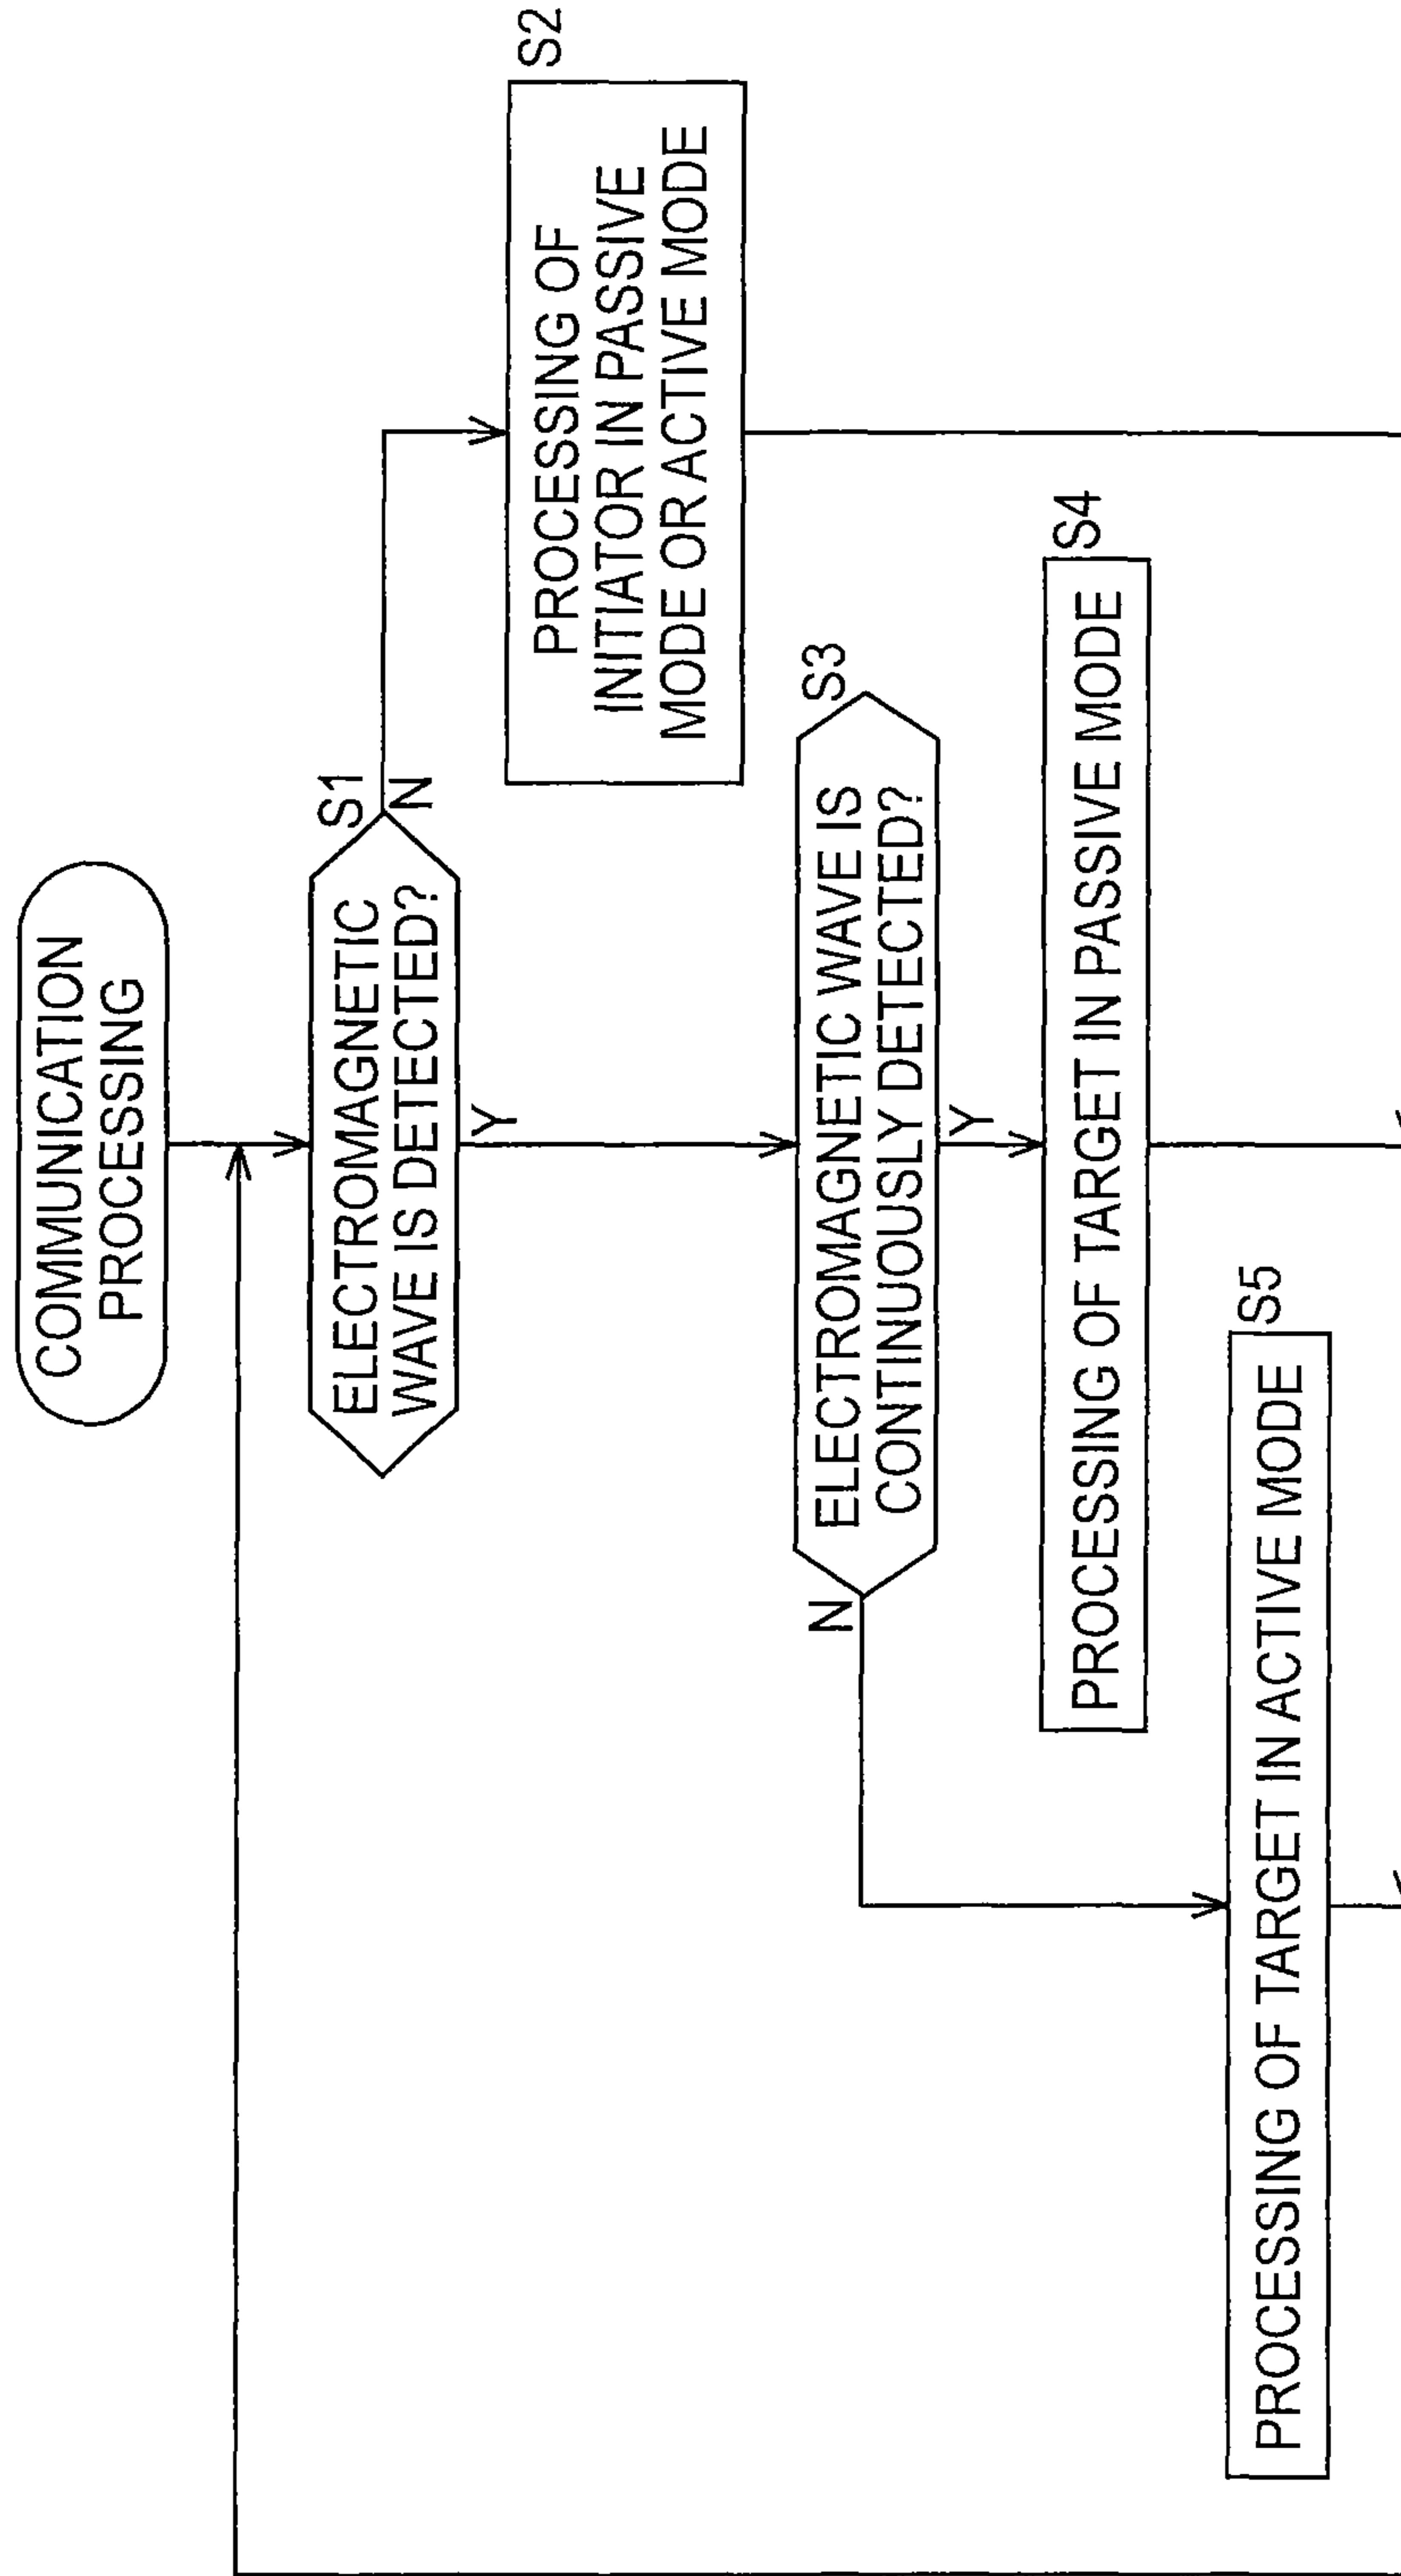 COMMUNICATION
PROCESSING
S1
ELECTROMAGNETIC
WAVE IS DETECTED?
N
Y
S2
PROCESSING OF
INITIATOR IN PASSIVE
MODE OR ACTIVE MODE
S3
ELECTROMAGNETIC WAVE IS
CONTINUOUSLY DETECTED?
N
Y
S4
PROCESSING OF TARGET IN PASSIVE MODE
S5
PROCESSING OF TARGET IN ACTIVE MODE